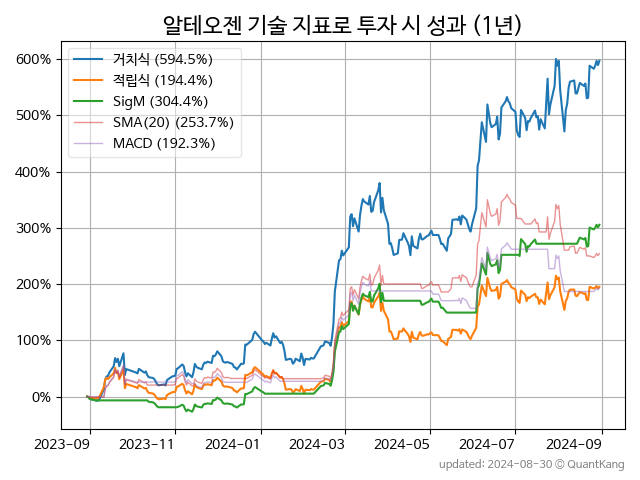 알테오젠 기술 지표로 투자 시 성과 (1년)
600%
500%
400%
300%
200%
100%
0%
거치식 (594.5%)
적립식 (194.4%)
SigM (304.4%)
SMA(20) (253.7%)
MACD (192.3%)
2023-09
2023-11
2024-01
2024-03
2024-05
2024-07
2024-09
updated: 2024-08-30 © QuantKang